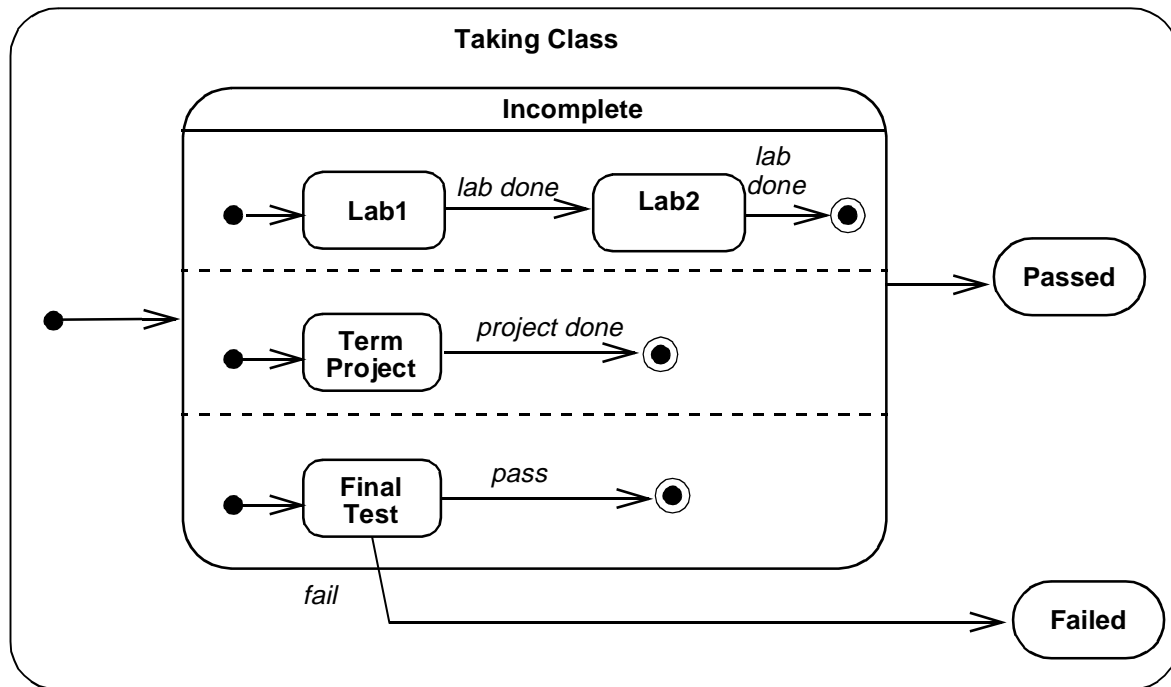 Taking Class
Incomplete
Lab1
lab done
Lab2
lab
done
Passed
Term
Project
project done
Final
Test
pass
fail
Failed